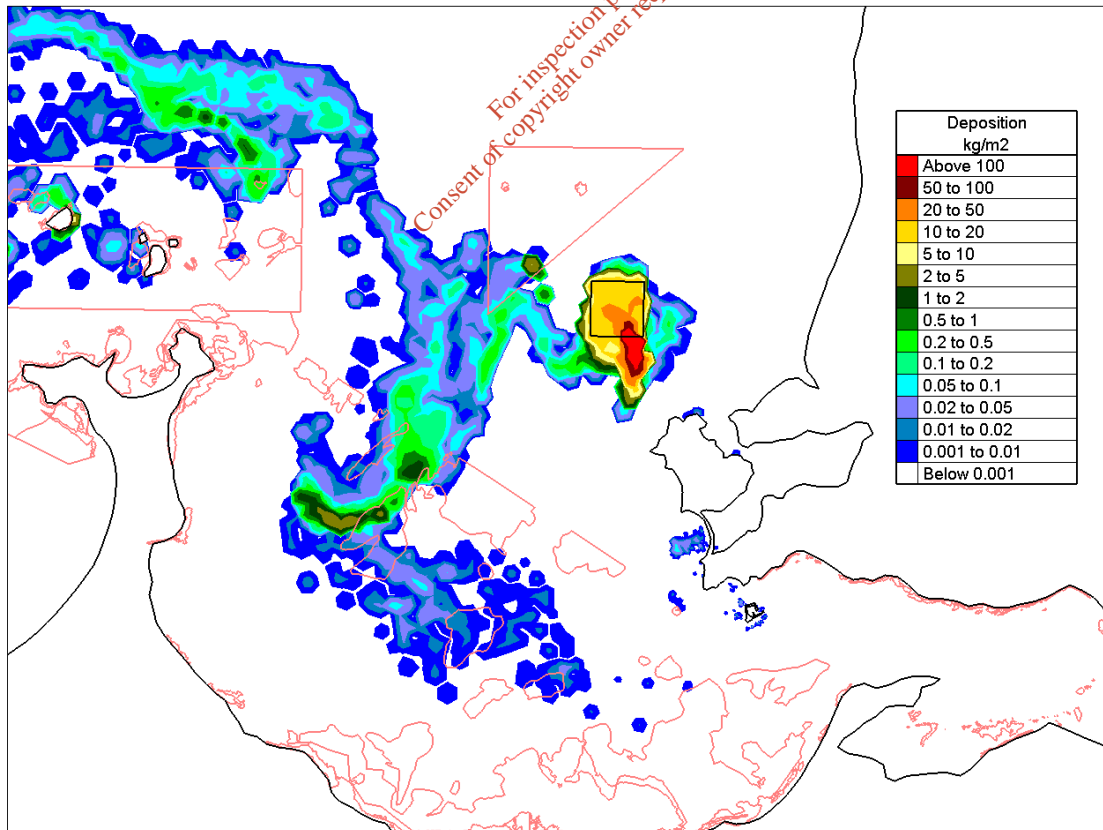 For inspection p
Consent of copyright owner req
Deposition
kg/m2
Above 100
50 to 100
20 to 50
10 to 20
5 to 10
2 to 5
1 to 2
0.5 to 1
0.2 to 0.5
0.1 to 0.2
0.05 to 0.1
0.02 to 0.05
0.01 to 0.02
0.001 to 0.01
Below 0.001